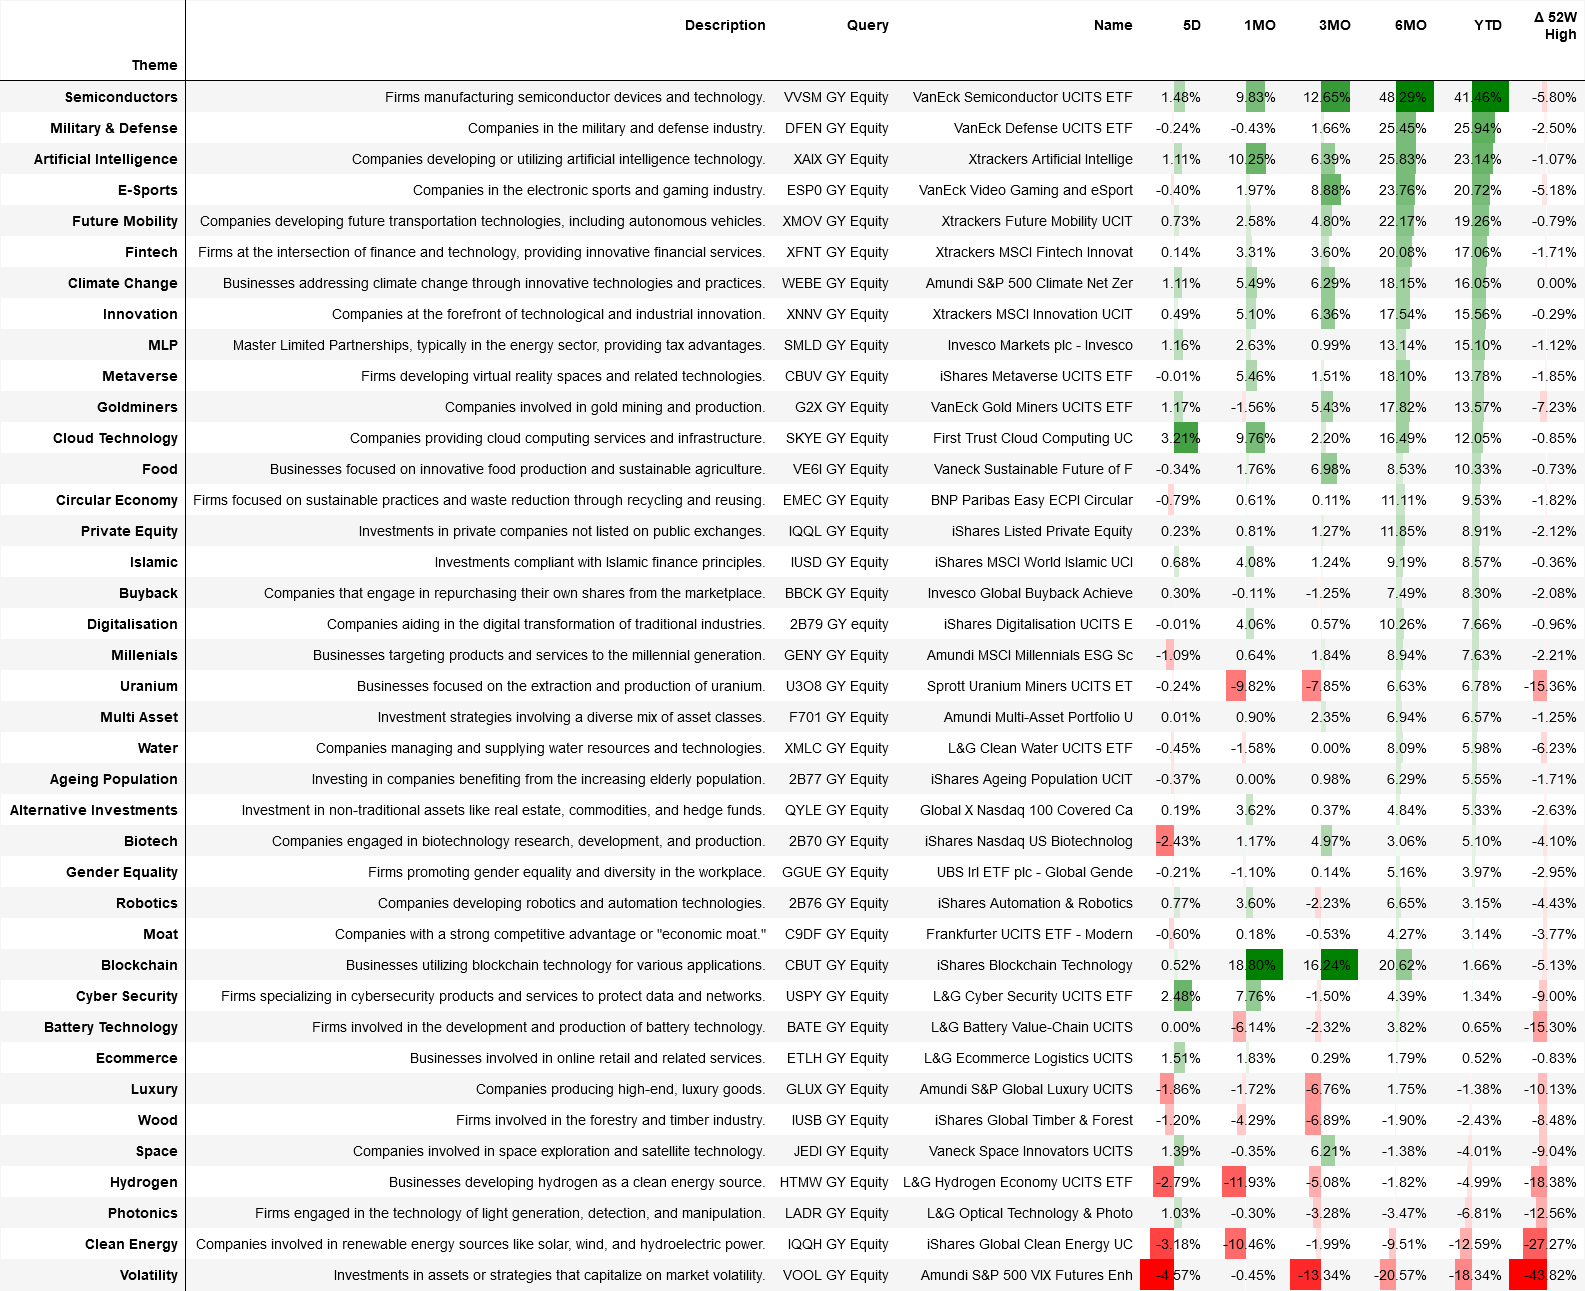 Theme Description Query Name 5D 1MO 3MO 6MO YTD Δ 52W High
Semiconductors Firms manufacturing semiconductor devices and technology. VVSM GY Equity VanEck Semiconductor UCITS ETF 1.48% 9.83% 12.65% 48.29% 41.46% -5.80%
Military & Defense Companies in the military and defense industry. DFEN GY Equity VanEck Defense UCITS ETF -0.24% -0.43% 1.66% 25.45% 25.94% -2.50%
Artificial Intelligence Companies developing or utilizing artificial intelligence technology. XAIX GY Equity Xtrackers Artificial Intellige 1.11% 10.25% 6.39% 25.83% 23.14% -1.07%
E-Sports Companies in the electronic sports and gaming industry. ESP0 GY Equity VanEck Video Gaming and eSport -0.40% 1.97% 8.88% 23.76% 20.72% -5.18%
Future Mobility Companies developing future transportation technologies, including autonomous vehicles. XMOV GY Equity Xtrackers Future Mobility UCIT 0.73% 2.58% 4.80% 22.17% 19.26% -0.79%
Fintech Firms at the intersection of finance and technology, providing innovative financial services. XFNT GY Equity Xtrackers MSCI Fintech Innovat 0.14% 3.31% 3.60% 20.08% 17.06% -1.71%
Climate Change Businesses addressing climate change through innovative technologies and practices. WEBE GY Equity Amundi S&P 500 Climate Net Zer 1.11% 5.49% 6.29% 18.15% 16.05% 0.00%
Innovation Companies at the forefront of technological and industrial innovation. XNNV GY Equity Xtrackers MSCI Innovation UCIT 0.49% 5.10% 6.36% 17.54% 15.56% -0.29%
MLP Master Limited Partnerships, typically in the energy sector, providing tax advantages. SMLD GY Equity Invesco Markets plc - Invesco 1.16% 2.63% 0.99% 13.14% 15.10% -1.12%
Metaverse Firms developing virtual reality spaces and related technologies. CBUV GY Equity iShares Metaverse UCITS ETF -0.01% 5.46% 1.51% 18.10% 13.78% -1.85%
Goldminers Companies involved in gold mining and production. G2X GY Equity VanEck Gold Miners UCITS ETF 1.17% -1.56% 5.43% 17.82% 13.57% -7.23%
Cloud Technology Companies providing cloud computing services and infrastructure. SKYE GY Equity First Trust Cloud Computing UC 3.21% 9.76% 2.20% 16.49% 12.05% -0.85%
Food Businesses focused on innovative food production and sustainable agriculture. VE6I GY Equity Vaneck Sustainable Future of F -0.34% 1.76% 6.98% 8.53% 10.33% -0.73%
Circular Economy Firms focused on sustainable practices and waste reduction through recycling and reusing. EMEC GY Equity BNP Paribas Easy ECPI Circular -0.79% 0.61% 0.11% 11.11% 9.53% -1.82%
Private Equity Investments in private companies not listed on public exchanges. IQQL GY Equity iShares Listed Private Equity 0.23% 0.81% 1.27% 11.85% 8.91% -2.12%
Islamic Investments compliant with Islamic finance principles. IUSD GY Equity iShares MSCI World Islamic UCI 0.68% 4.08% 1.24% 9.19% 8.57% -0.36%
Buyback Companies that engage in repurchasing their own shares from the marketplace. BBCK GY Equity Invesco Global Buyback Achieve 0.30% -0.11% -1.25% 7.49% 8.30% -2.08%
Digitalisation Companies aiding in the digital transformation of traditional industries. 2B79 GY equity iShares Digitalisation UCITS E -0.01% 4.06% 0.57% 10.26% 7.66% -0.96%
Millenials Businesses targeting products and services to the millennial generation. GENY GY Equity Amundi MSCI Millennials ESG Sc -1.09% 0.64% 1.84% 8.94% 7.63% -2.21%
Uranium Businesses focused on the extraction and production of uranium. U3O8 GY Equity Sprott Uranium Miners UCITS ET -0.24% -9.82% -7.85% 6.63% 6.78% -15.36%
Multi Asset Investment strategies involving a diverse mix of asset classes. F701 GY Equity Amundi Multi-Asset Portfolio U 0.01% 0.90% 2.35% 6.94% 6.57% -1.25%
Water Companies managing and supplying water resources and technologies. XMLC GY Equity L&G Clean Water UCITS ETF -0.45% -1.58% 0.00% 8.09% 5.98% -6.23%
Ageing Population Investing in companies benefiting from the increasing elderly population. 2B77 GY Equity iShares Ageing Population UCIT -0.37% 0.00% 0.98% 6.29% 5.55% -1.71%
Alternative Investments Investment in non-traditional assets like real estate, commodities, and hedge funds. QYLE GY Equity Global X Nasdaq 100 Covered Ca 0.19% 3.62% 0.37% 4.84% 5.33% -2.63%
Biotech Companies engaged in biotechnology research, development, and production. 2B70 GY Equity iShares Nasdaq US Biotechnolog -2.43% 1.17% 4.97% 3.06% 5.10% -4.10%
Gender Equality Firms promoting gender equality and diversity in the workplace. GGUE GY Equity UBS Irl ETF plc - Global Gende -0.21% -1.10% 0.14% 5.16% 3.97% -2.95%
Robotics Companies developing robotics and automation technologies. 2B76 GY Equity iShares Automation & Robotics 0.77% 3.60% -2.23% 6.65% 3.15% -4.43%
Moat Companies with a strong competitive advantage or "economic moat." C9DF GY Equity Frankfurter UCITS ETF - Modern -0.60% 0.18% -0.53% 4.27% 3.14% -3.77%
Blockchain Businesses utilizing blockchain technology for various applications. CBUT GY Equity iShares Blockchain Technology 0.52% 18.80% 16.24% 20.62% 1.66% -5.13%
Cyber Security Firms specializing in cybersecurity products and services to protect data and networks. USPY GY Equity L&G Cyber Security UCITS ETF 2.48% 7.76% -1.50% 4.39% 1.34% -9.00%
Battery Technology Firms involved in the development and production of battery technology. BATE GY Equity L&G Battery Value-Chain UCITS 0.00% -6.14% -2.32% 3.82% 0.65% -15.30%
Ecommerce Businesses involved in online retail and related services. ETLH GY Equity L&G Ecommerce Logistics UCITS 1.51% 1.83% 0.29% 1.79% 0.52% -0.83%
Luxury Companies producing high-end, luxury goods. GLUX GY Equity Amundi S&P Global Luxury UCITS -1.86% -1.72% -6.76% 1.75% -1.38% -10.13%
Wood Firms involved in the forestry and timber industry. IUSB GY Equity iShares Global Timber & Forest -1.20% -4.29% -6.89% -1.90% -2.43% -8.48%
Space Companies involved in space exploration and satellite technology. JEDI GY Equity Vaneck Space Innovators UCITS 1.39% -0.35% 6.21% -1.38% -4.01% -9.04%
Hydrogen Businesses developing hydrogen as a clean energy source. HTMW GY Equity L&G Hydrogen Economy UCITS ETF -2.79% -11.93% -5.08% -1.82% -4.99% -18.38%
Photonics Firms engaged in the technology of light generation, detection, and manipulation. LADR GY Equity L&G Optical Technology & Photo 1.03% -0.30% -3.28% -3.47% -6.81% -12.56%
Clean Energy Companies involved in renewable energy sources like solar, wind, and hydroelectric power. IQQH GY Equity iShares Global Clean Energy UC -3.18% -10.46% -1.99% -9.51% -12.59% -27.27%
Volatility Investments in assets or strategies that capitalize on market volatility. VOOL GY Equity Amundi S&P 500 VIX Futures Enh -4.57% -0.45% -13.34% -20.57% -18.34% -43.82%